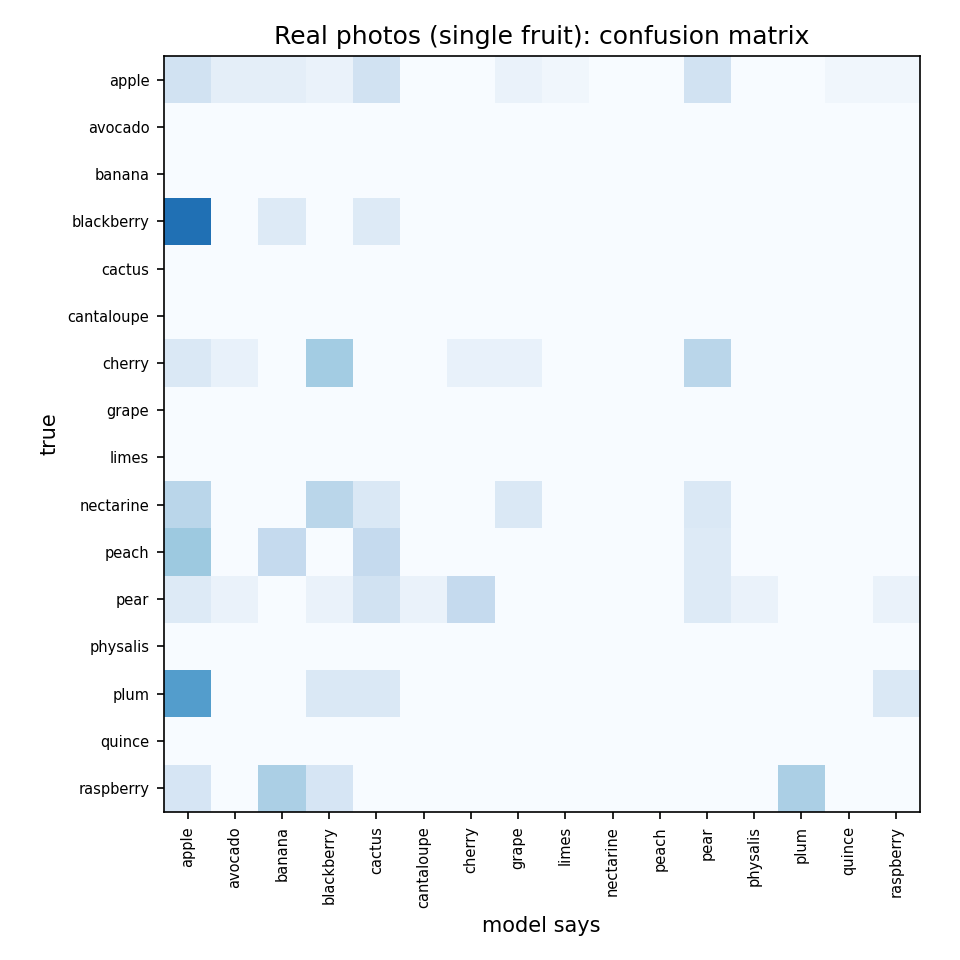 Real photos (single fruit): confusion matrix
apple
avocado
banana
blackberry
cactus
cantaloupe
cherry
grape
limes
nectarine
peach
pear
physalis
plum
quince
raspberry
true
apple
avocado
banana
blackberry
cactus
cantaloupe
cherry
grape
limes
nectarine
peach
pear
physalis
plum
quince
raspberry
model says